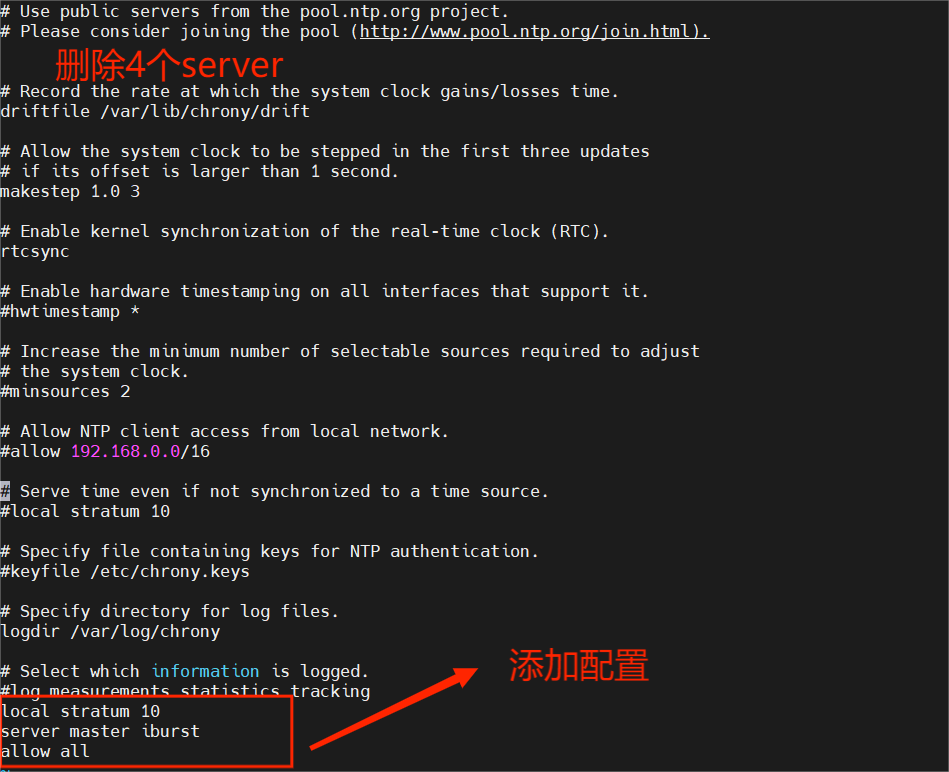 # Use public servers from the pool.ntp.org project.
# Please consider joining the pool (http://www.pool.ntp.org/join.html).
删除4个server
# Record the rate at which the system clock gains/losses time.
driftfile /var/lib/chrony/drift
# Allow the system clock to be stepped in the first three updates
# if its offset is larger than 1 second.
makestep 1.0 3
# Enable kernel synchronization of the real-time clock (RTC).
rtcsync
# Enable hardware timestamping on all interfaces that support it.
#hwtimestamp *
# Increase the minimum number of selectable sources required to adjust
# the system clock.
#minsources 2
# Allow NTP client access from local network.
#allow 192.168.0.0/16
# Serve time even if not synchronized to a time source.
#local stratum 10
# Specify file containing keys for NTP authentication.
#keyfile /etc/chrony.keys
# Specify directory for log files.
logdir /var/log/chrony
# Select which information is logged.
#log measurements statistics tracking
添加配置
local stratum 10
server master iburst
allow all